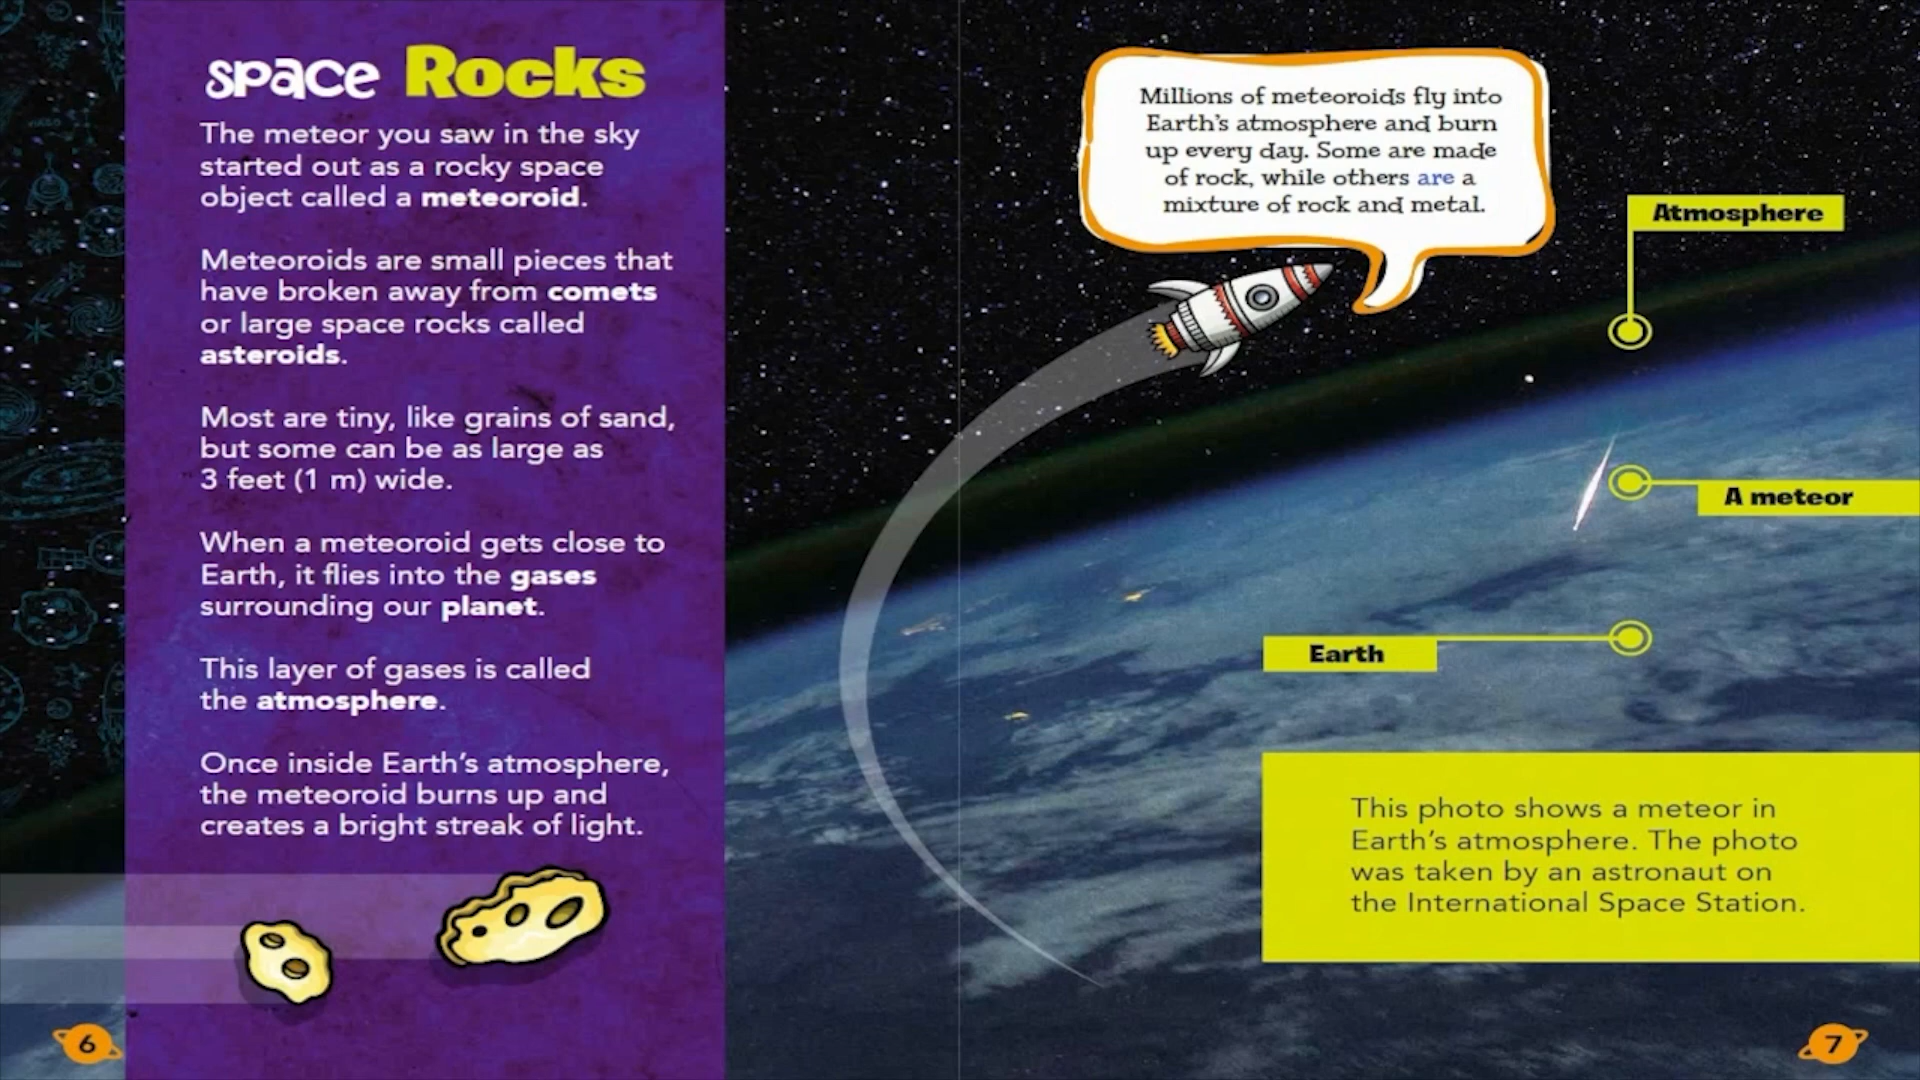 space Rocks
The meteor you saw in the sky
started out as a rocky space
object called a meteoroid.
Meteoroids are small pieces that
have broken away from comets
or large space rocks called
asteroids.
Most are tiny, like grains of sand,
but some can be as large as
3 feet (1 m) wide.
When a meteoroid gets close to
Earth, it flies into the gases
surrounding our planet.
This layer of gases is called
the atmosphere.
Once inside Earth's atmosphere,
the meteoroid burns up and
creates a bright streak of light.
6
Millions of meteoroids fly into
Earth's atmosphere and burn
up every day. Some are made
of rock, while others are a
mixture of rock and metal.
Atmosphere
A meteor
Earth
This photo shows a meteor in
Earth's atmosphere. The photo
was taken by an astronaut on
the International Space Station.
7